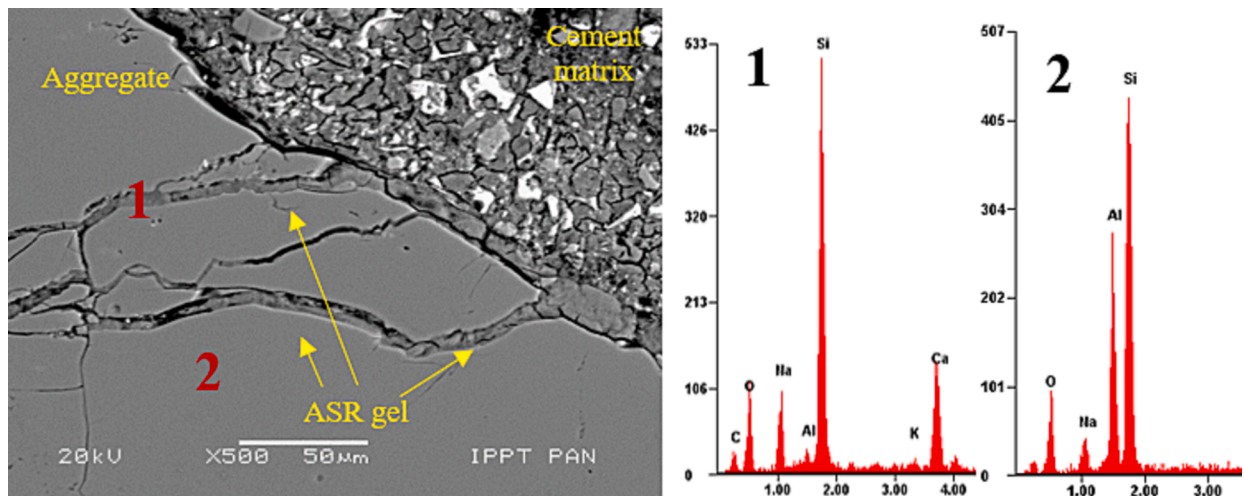 Aggregate
Cement
matrix
1
2
ASR gel
20kV
X500
50µm
IPPT PAN
1
533
426
320
213
106
0
C
O
Na
Al
Si
K
Ca
1.00
2.00
3.00
4.00
2
507
405
304
202
101
0
O
Na
Al
Si
1.00
2.00
3.00